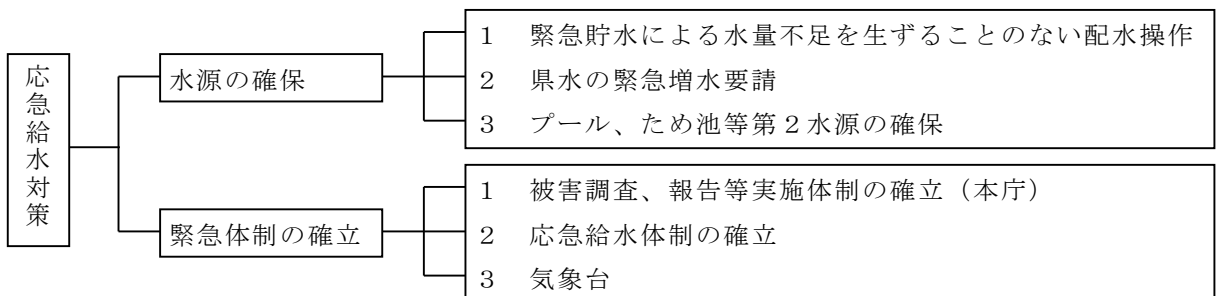 応急給水対策
水源の確保
1　緊急貯水による水量不足を生ずることのない配水操作
2　県水の緊急増水要請
3　プール、ため池等第2水源の確保
緊急体制の確立
1　被害調査、報告等実施体制の確立（本庁）
2　応急給水体制の確立
3　気象台